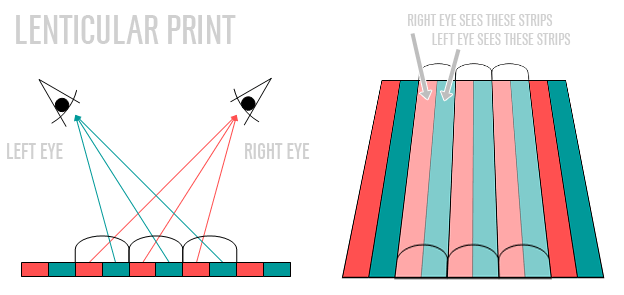 LENTICULAR PRINT
RIGHT EYE SEES THESE STRIPS
LEFT EYE SEES THESE STRIPS
LEFT EYE
RIGHT EYE